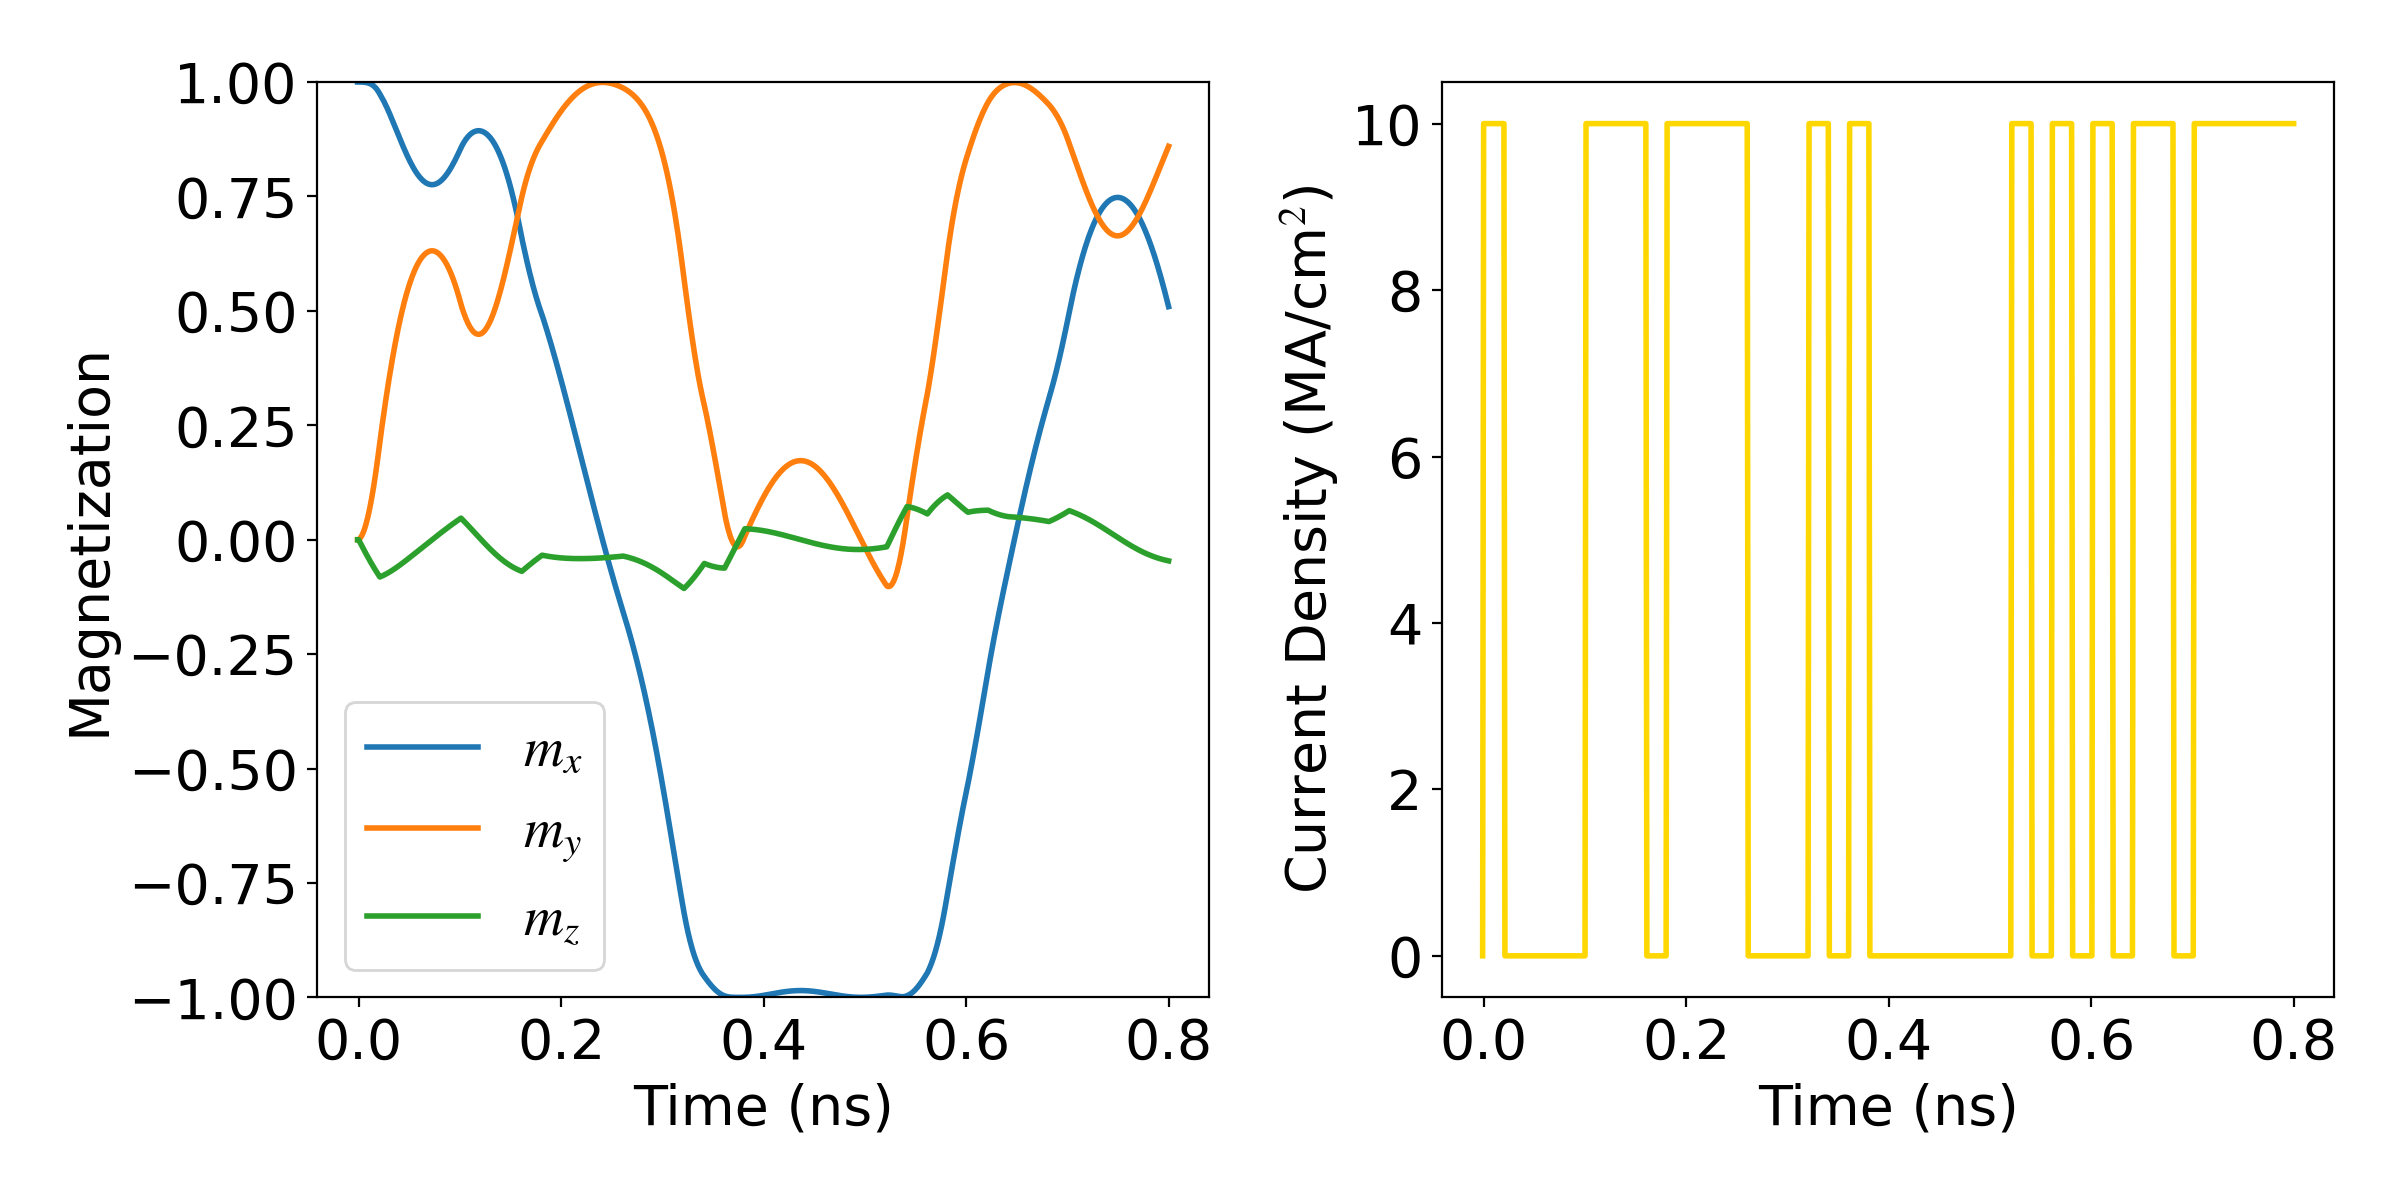 1.00
0.75
0.50
0.25
0.00
−0.25
−0.50
−0.75
−1.00
Magnetization
m_x
m_y
m_z
0.0 0.2 0.4 0.6 0.8
Time (ns)
10
8
6
4
2
0
Current Density (MA/cm²)
0.0 0.2 0.4 0.6 0.8
Time (ns)